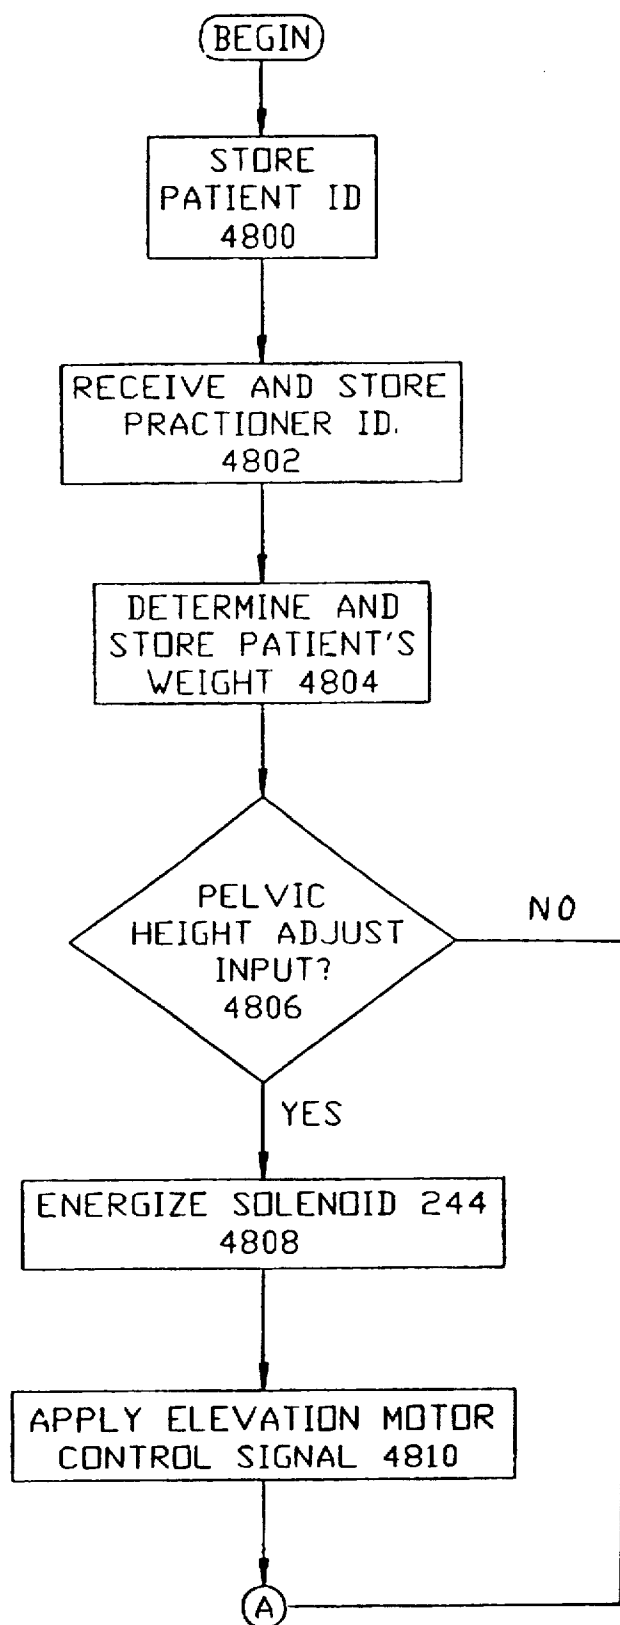 BEGIN
STORE
PATIENT ID
4800
RECEIVE AND STORE
PRACTIONER ID.
4802
DETERMINE AND
STORE PATIENT'S
WEIGHT 4804
PELVIC
HEIGHT ADJUST
INPUT?
4806
NO
YES
ENERGIZE SOLENOID 244
4808
APPLY ELEVATION MOTOR
CONTROL SIGNAL 4810
A